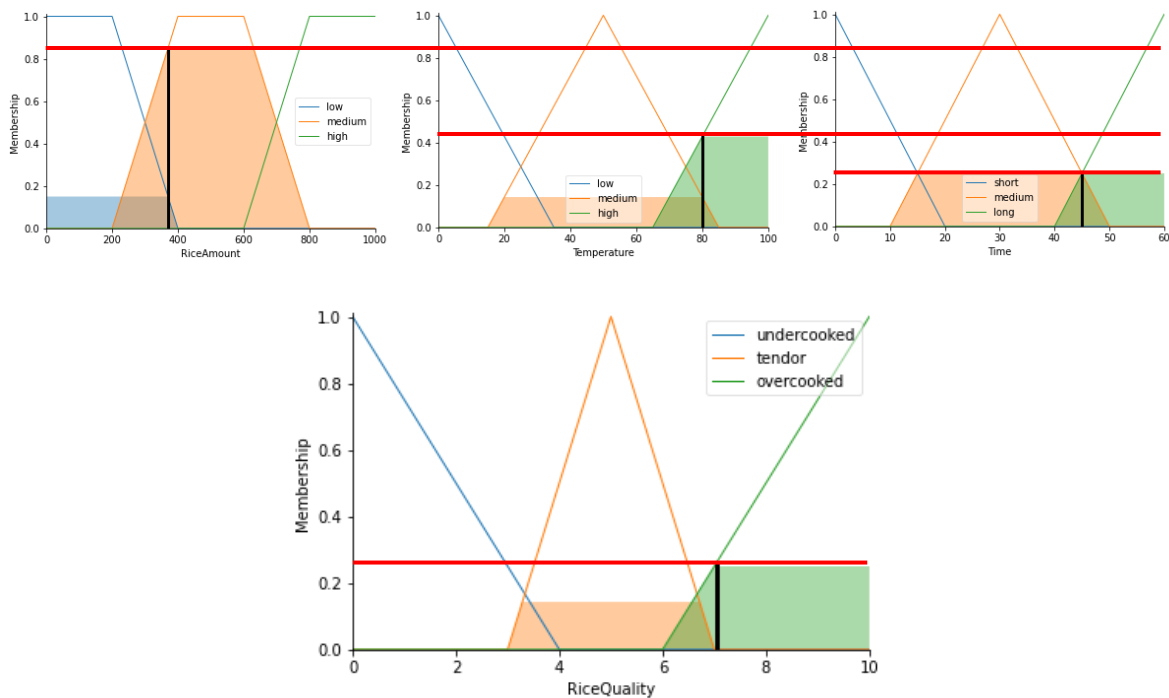 Membership
1.0
0.8
0.6
0.4
0.2
0.0
low
medium
high
0 200 400 600 800 1000
RiceAmount
Membership
1.0
0.8
0.6
0.4
0.2
0.0
low
medium
high
0 20 40 60 80 100
Temperature
Membership
1.0
0.8
0.6
0.4
0.2
0.0
short
medium
long
0 10 20 30 40 50 60
Time
Membership
1.0
0.8
0.6
0.4
0.2
0.0
undercooked
tendor
overcooked
0 2 4 6 8 10
RiceQuality